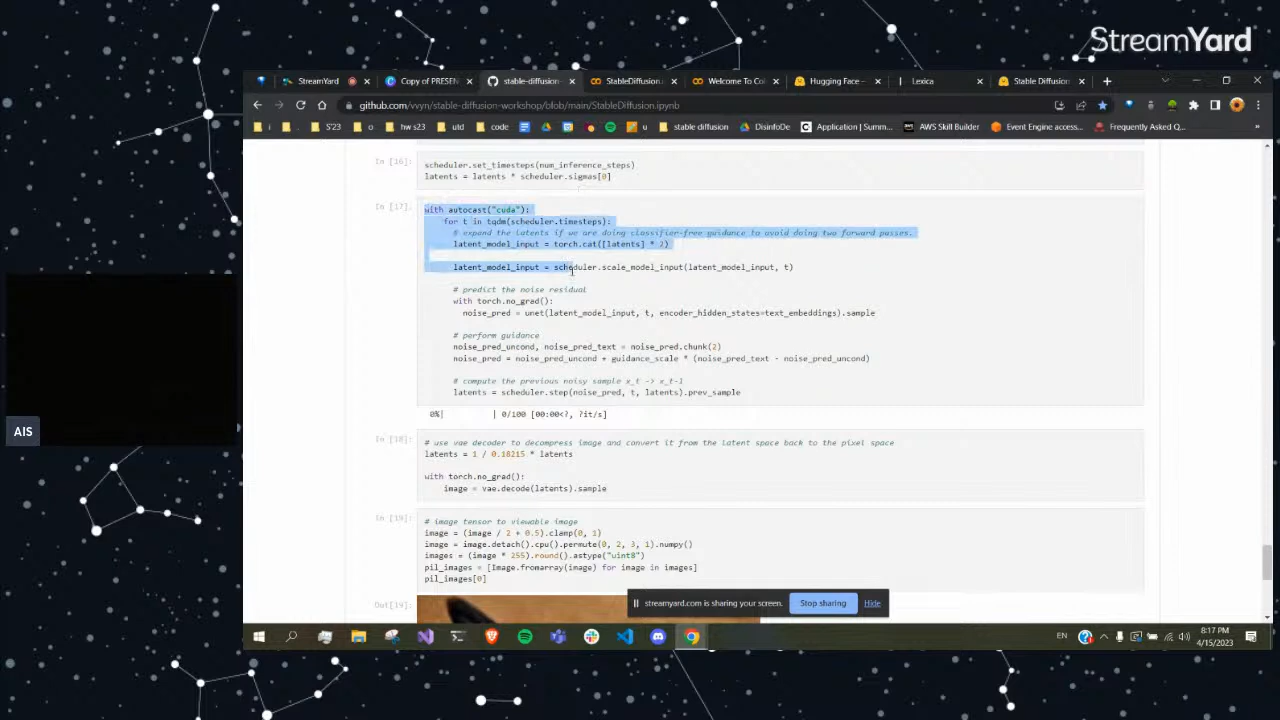 StreamYard
StreamYard
Copy of PRESEN
stable-diffusion
StableDiffusion.
Welcome To Col
Hugging Face –
Lexica
Stable Diffusion
github.com/vvyn/stable-diffusion-workshop/blob/main/StableDiffusion.ipynb
i
.
S'23
o
hw s23
utd
code
u
stable diffusion
DisinfoDe
Application | Summ...
AWS Skill Builder
Event Engine access...
Frequently Asked Q...
In [16]:
scheduler.set_timesteps(num_inference_steps)
latents = latents * scheduler.sigmas[0]
In [17]:
with autocast("cuda"):
for t in tqdm(scheduler.timesteps):
# expand the latents if we are doing classifier-free guidance to avoid doing two forward passes.
latent_model_input = torch.cat([latents] * 2)
latent_model_input = scheduler.scale_model_input(latent_model_input, t)
# predict the noise residual
with torch.no_grad():
noise_pred = unet(latent_model_input, t, encoder_hidden_states=text_embeddings).sample
# perform guidance
noise_pred_uncond, noise_pred_text = noise_pred.chunk(2)
noise_pred = noise_pred_uncond + guidance_scale * (noise_pred_text - noise_pred_uncond)
# compute the previous noisy sample x_t -> x_t-1
latents = scheduler.step(noise_pred, t, latents).prev_sample
0%| | 0/100 [00:00<?, ?it/s]
AIS
In [18]:
# use vae decoder to decompress image and convert it from the latent space back to the pixel space
latents = 1 / 0.18215 * latents
with torch.no_grad():
image = vae.decode(latents).sample
In [19]:
# image tensor to viewable image
image = (image / 2 + 0.5).clamp(0, 1)
image = image.detach().cpu().permute(0, 2, 3, 1).numpy()
images = (image * 255).round().astype("uint8")
pil_images = [Image.fromarray(image) for image in images]
pil_images[0]
Out[19]:
streamyard.com is sharing your screen.
Stop sharing
Hide
EN
8:17 PM
4/15/2023